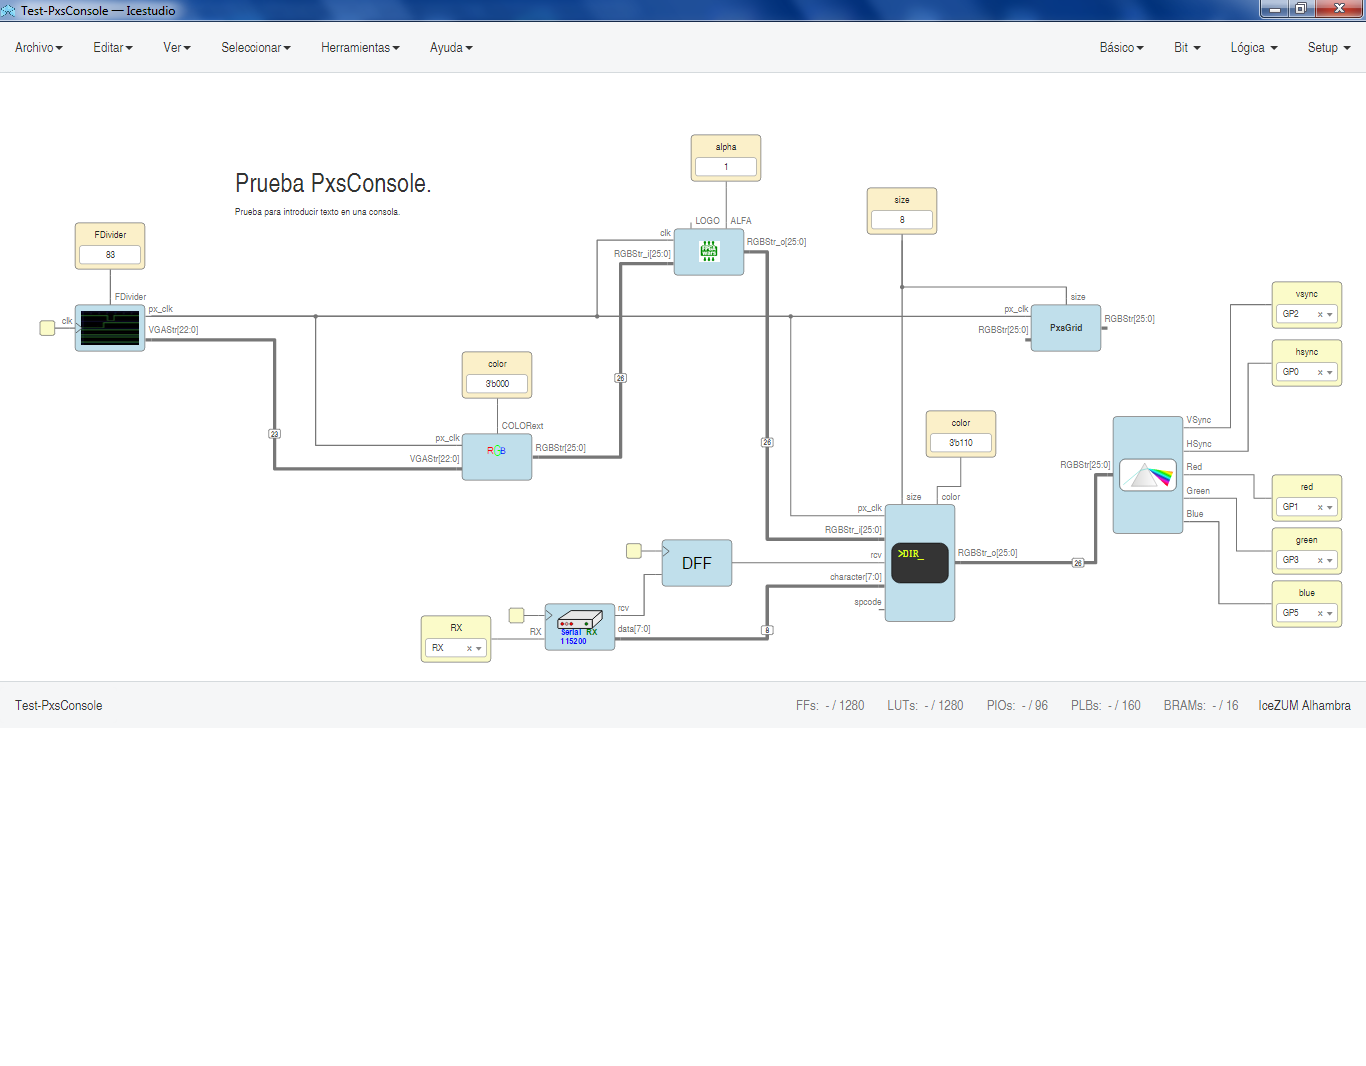 Test-PxsConsole — Icestudio
Archivo Editar Ver Seleccionar Herramientas Ayuda Básico Bit Lógica Setup
alpha
1
Prueba PxsConsole.
Prueba para introducir texto en una consola.
size
8
FDivider
83
LOGO ALFA
clk
RGBStr_i[25:0]
RGBStr_o[25:0]
FPGA
wars
FDivider
px_clk
clk
VGAStr[22:0]
size
px_clk
RGBStr[25:0]
PxsGrid
RGBStr[25:0]
vsync
GP2 x
hsync
GP0 x
color
3'b000
26
23
COLORext
px_clk
VGAStr[22:0]
RGB
RGBStr[25:0]
26
color
3'b110
VSync
HSync
Red
Green
Blue
RGBStr[25:0]
red
GP1 x
green
GP3 x
blue
GP5 x
size color
px_clk
RGBStr_i[25:0]
rcv
character[7:0]
spcode
>DIR_
RGBStr_o[25:0]
26
DFF
rcv
RX
data[7:0]
Serial RX
115200
8
RX
RX x
Test-PxsConsole FFs: - / 1280 LUTs: - / 1280 PIOs: - / 96 PLBs: - / 160 BRAMs: - / 16 IceZUM Alhambra